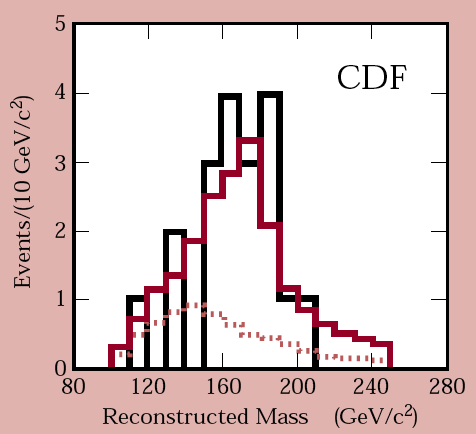 5
CDF
4
3
2
1
0
80 120 160 200 240 280
Events/(10 GeV/c²)
Reconstructed Mass (GeV/c²)